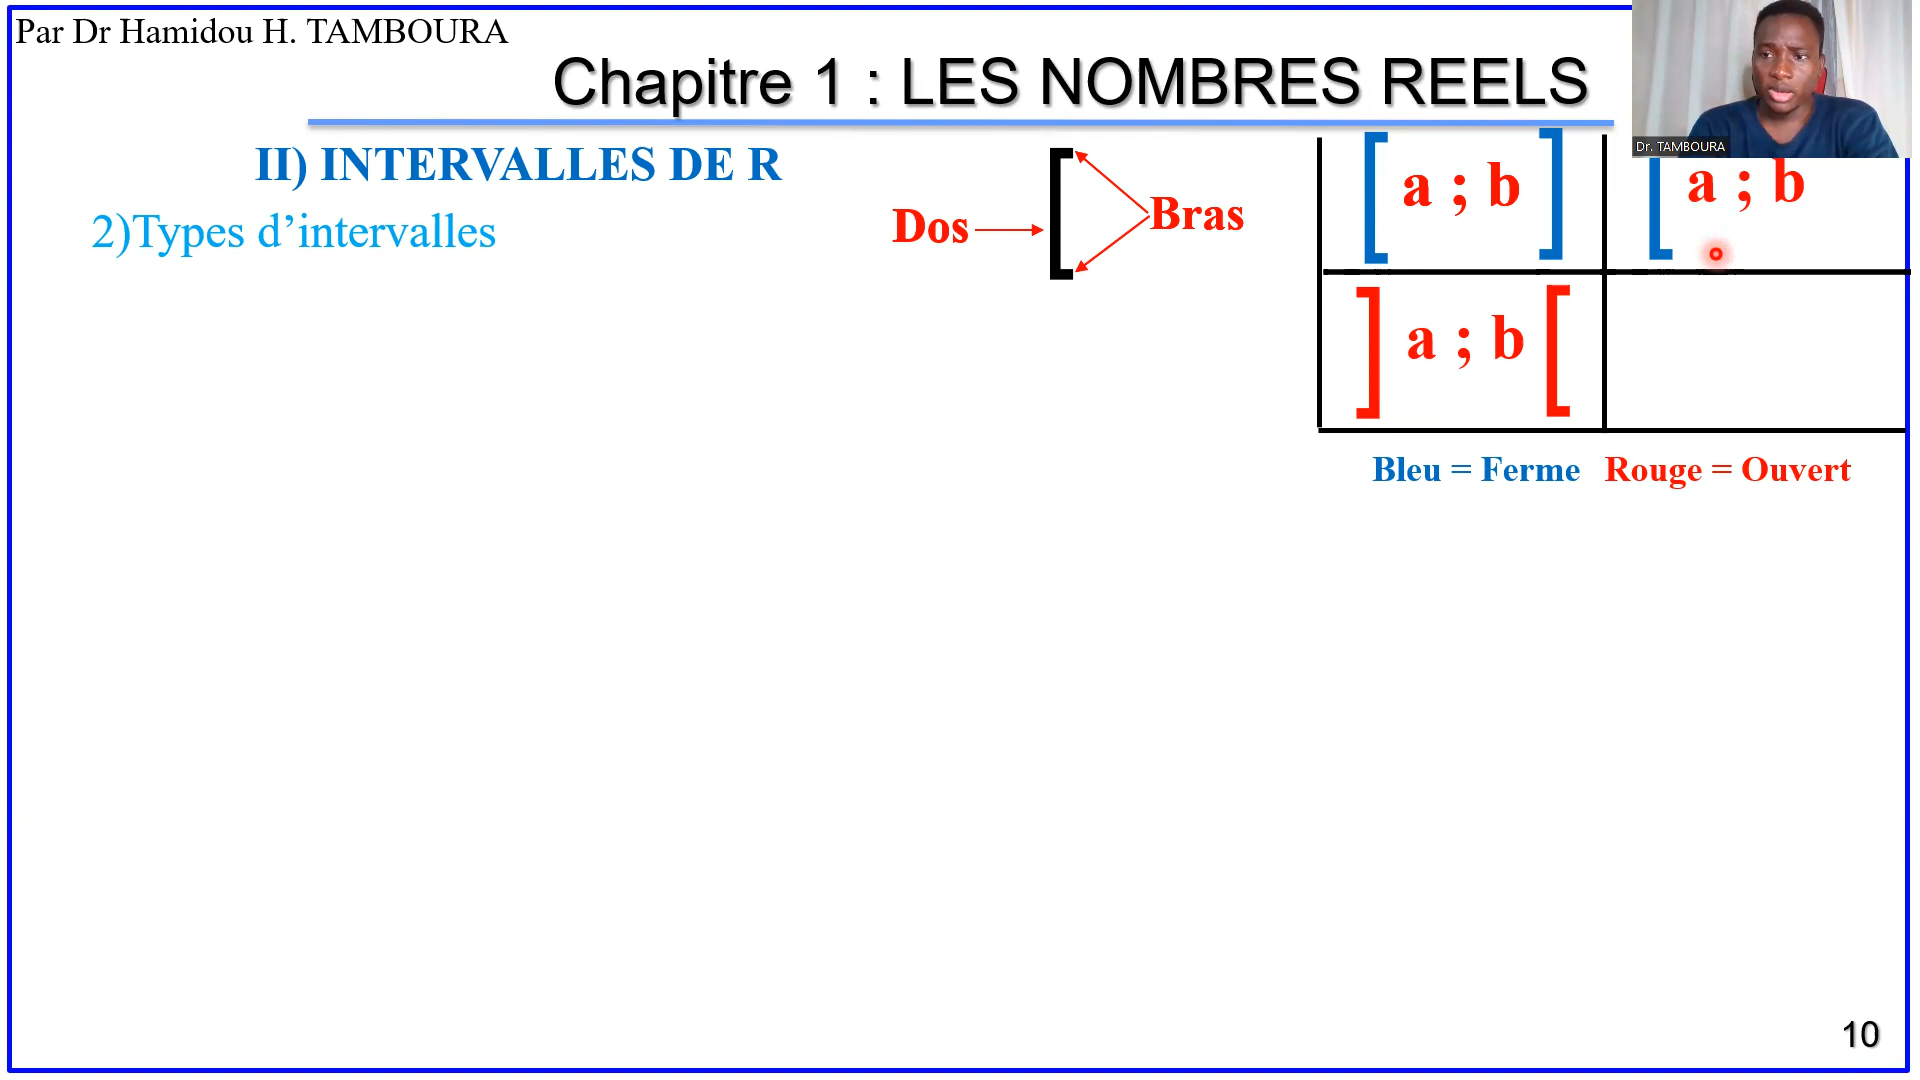 Par Dr Hamidou H. TAMBOURA
Chapitre 1 : LES NOMBRES REELS
Dr. TAMBOURA
II) INTERVALLES DE R
2)Types d’intervalles
Dos
Bras
[ a ; b ]
[ a ; b
] a ; b [
Bleu = Ferme Rouge = Ouvert
10